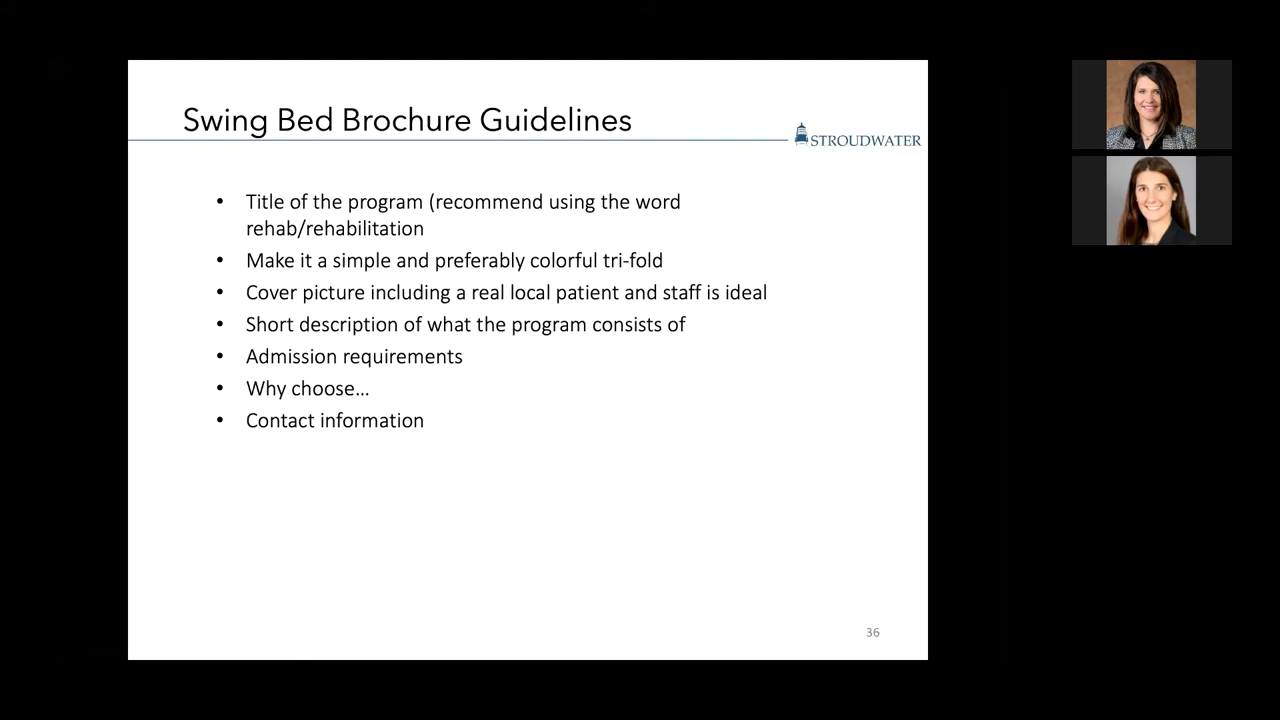 Swing Bed Brochure Guidelines
STROUDWATER
• Title of the program (recommend using the word
rehab/rehabilitation
• Make it a simple and preferably colorful tri-fold
• Cover picture including a real local patient and staff is ideal
• Short description of what the program consists of
• Admission requirements
• Why choose…
• Contact information
36